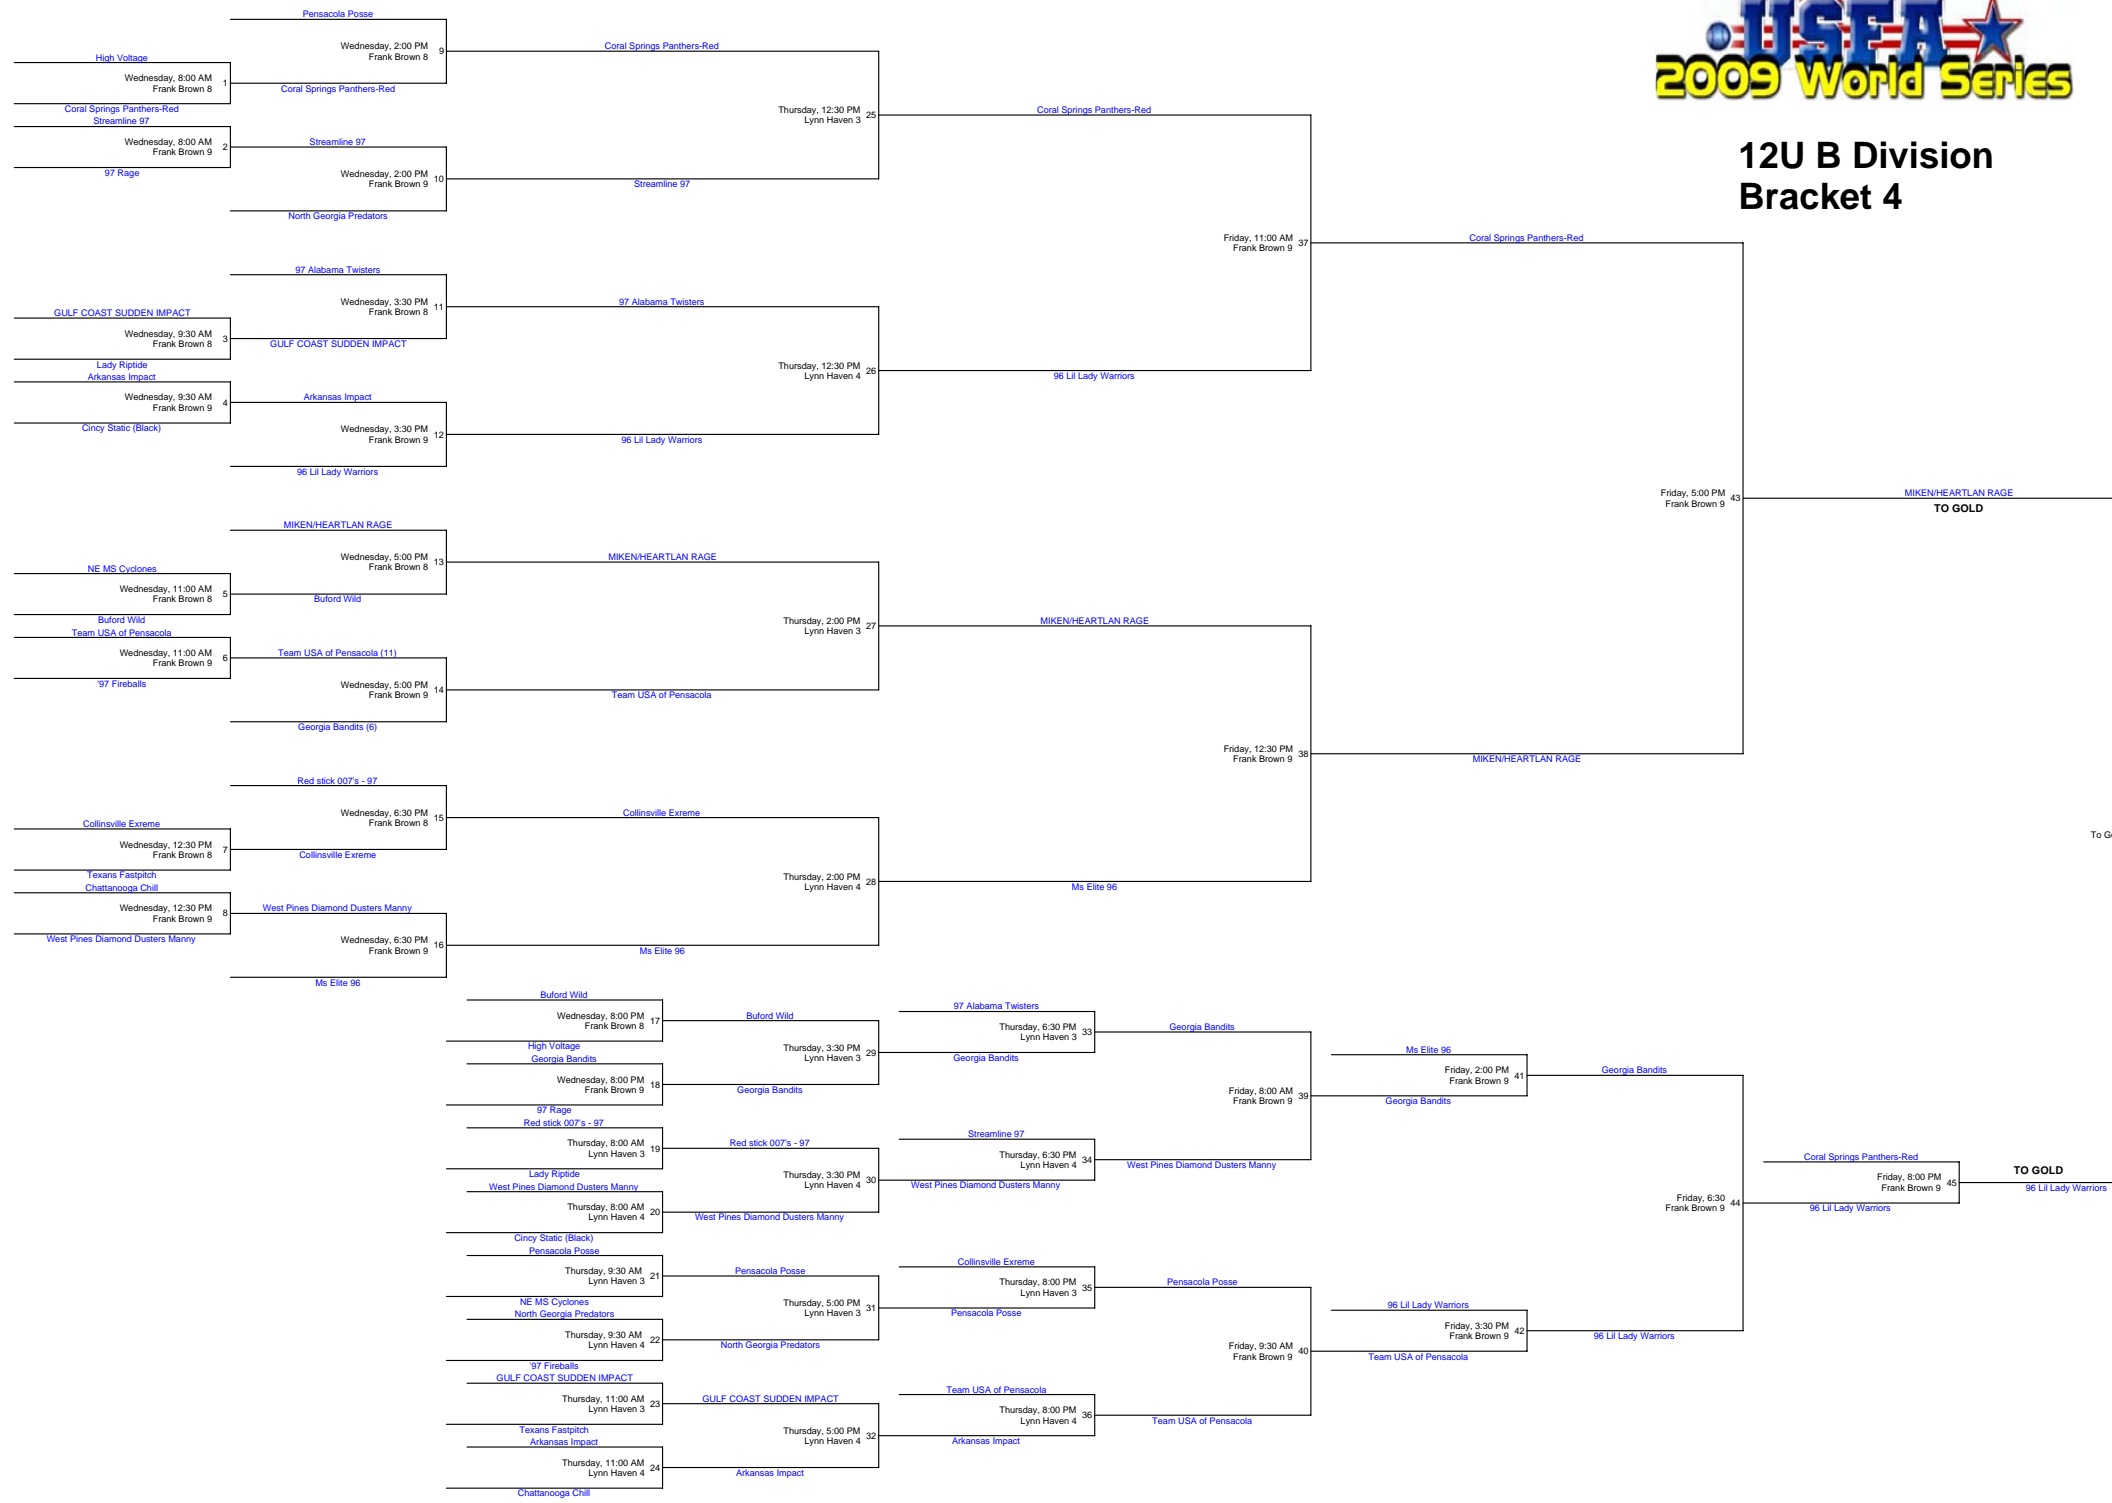 USFA
2009 World Series
12U B Division
Bracket 4
Pensacola Posse
Wednesday, 2:00 PM
Frank Brown 8
9
Coral Springs Panthers-Red
High Voltage
Wednesday, 8:00 AM
Frank Brown 8
1
Coral Springs Panthers-Red
Coral Springs Panthers-Red
Streamline 97
Wednesday, 8:00 AM
Frank Brown 9
2
97 Rage
Streamline 97
Wednesday, 2:00 PM
Frank Brown 9
10
North Georgia Predators
Streamline 97
Thursday, 12:30 PM
Lynn Haven 3
25
Coral Springs Panthers-Red
97 Alabama Twisters
Wednesday, 3:30 PM
Frank Brown 8
11
97 Alabama Twisters
GULF COAST SUDDEN IMPACT
Wednesday, 9:30 AM
Frank Brown 8
3
GULF COAST SUDDEN IMPACT
Lady Riptide
Arkansas Impact
Wednesday, 9:30 AM
Frank Brown 9
4
Cincy Static (Black)
Arkansas Impact
Wednesday, 3:30 PM
Frank Brown 9
12
96 Lil Lady Warriors
96 Lil Lady Warriors
Thursday, 12:30 PM
Lynn Haven 4
26
96 Lil Lady Warriors
Friday, 11:00 AM
Frank Brown 9
37
Coral Springs Panthers-Red
MIKEN/HEARTLAN RAGE
Wednesday, 5:00 PM
Frank Brown 8
13
MIKEN/HEARTLAN RAGE
NE MS Cyclones
Wednesday, 11:00 AM
Frank Brown 8
5
Buford Wild
Buford Wild
Team USA of Pensacola
Wednesday, 11:00 AM
Frank Brown 9
6
'97 Fireballs
Team USA of Pensacola (11)
Wednesday, 5:00 PM
Frank Brown 9
14
Georgia Bandits (6)
Team USA of Pensacola
Thursday, 2:00 PM
Lynn Haven 3
27
MIKEN/HEARTLAN RAGE
Red stick 007's - 97
Wednesday, 6:30 PM
Frank Brown 8
15
Collinsville Exreme
Collinsville Exreme
Wednesday, 12:30 PM
Frank Brown 8
7
Collinsville Exreme
Texans Fastpitch
Chattanooga Chill
Wednesday, 12:30 PM
Frank Brown 9
8
West Pines Diamond Dusters Manny
West Pines Diamond Dusters Manny
Wednesday, 6:30 PM
Frank Brown 9
16
Ms Elite 96
Ms Elite 96
Thursday, 2:00 PM
Lynn Haven 4
28
Ms Elite 96
Friday, 12:30 PM
Frank Brown 9
38
MIKEN/HEARTLAN RAGE
Friday, 5:00 PM
Frank Brown 9
43
MIKEN/HEARTLAN RAGE
TO GOLD
To G
Buford Wild
Wednesday, 8:00 PM
Frank Brown 8
17
High Voltage
Buford Wild
Georgia Bandits
Wednesday, 8:00 PM
Frank Brown 9
18
97 Rage
Georgia Bandits
Thursday, 3:30 PM
Lynn Haven 3
29
97 Alabama Twisters
Thursday, 6:30 PM
Lynn Haven 3
33
Georgia Bandits
Georgia Bandits
Red stick 007's - 97
Thursday, 8:00 AM
Lynn Haven 3
19
Lady Riptide
Red stick 007's - 97
West Pines Diamond Dusters Manny
Thursday, 8:00 AM
Lynn Haven 4
20
Cincy Static (Black)
West Pines Diamond Dusters Manny
Thursday, 3:30 PM
Lynn Haven 4
30
Streamline 97
Thursday, 6:30 PM
Lynn Haven 4
34
West Pines Diamond Dusters Manny
West Pines Diamond Dusters Manny
Friday, 8:00 AM
Frank Brown 9
39
Ms Elite 96
Friday, 2:00 PM
Frank Brown 9
41
Georgia Bandits
Georgia Bandits
Pensacola Posse
Thursday, 9:30 AM
Lynn Haven 3
21
NE MS Cyclones
Pensacola Posse
North Georgia Predators
Thursday, 9:30 AM
Lynn Haven 4
22
'97 Fireballs
North Georgia Predators
Thursday, 5:00 PM
Lynn Haven 3
31
Collinsville Exreme
Thursday, 8:00 PM
Lynn Haven 3
35
Pensacola Posse
Pensacola Posse
GULF COAST SUDDEN IMPACT
Thursday, 11:00 AM
Lynn Haven 3
23
Texans Fastpitch
GULF COAST SUDDEN IMPACT
Arkansas Impact
Thursday, 11:00 AM
Lynn Haven 4
24
Chattanooga Chill
Arkansas Impact
Thursday, 5:00 PM
Lynn Haven 4
32
Team USA of Pensacola
Thursday, 8:00 PM
Lynn Haven 4
36
Arkansas Impact
Team USA of Pensacola
Friday, 9:30 AM
Frank Brown 9
40
96 Lil Lady Warriors
Friday, 3:30 PM
Frank Brown 9
42
Team USA of Pensacola
96 Lil Lady Warriors
Friday, 6:30
Frank Brown 9
44
Coral Springs Panthers-Red
Friday, 8:00 PM
Frank Brown 9
45
96 Lil Lady Warriors
TO GOLD
96 Lil Lady Warriors